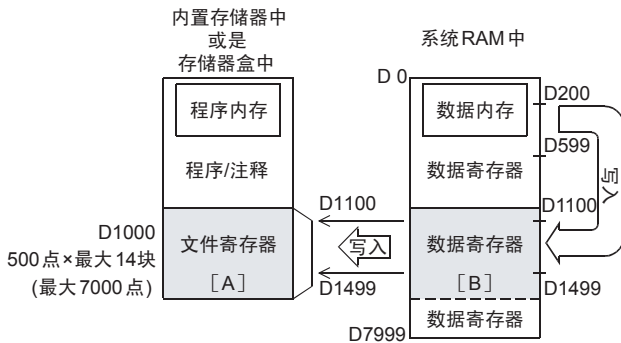 内置存储器中
或是
存储器盒中
系统RAM中
D 0
程序内存
程序/注释
D1000
500点×最大14块
(最大7000点)
文件寄存器
[A]
D1100
写入
D1499
数据内存
D200
D599
数据寄存器
写入
D1100
数据寄存器
[B]
D1499
数据寄存器
D7999